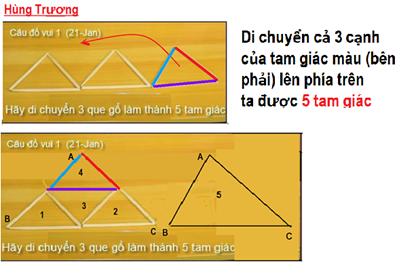 Hùng Trương
Câu đố vui 1 (21-Jan)
Hãy di chuyển 3 que gổ làm thành 5 tam giác
Di chuyển cả 3 cạnh
của tam giác màu (bên
phải) lên phía trên
ta được 5 tam giác
Câu đố vui 1 (21-Jan)
A
4
B
1
3
2
C
Hãy di chuyển 3 que gổ làm thành 5 tam giác
A
5
B
C